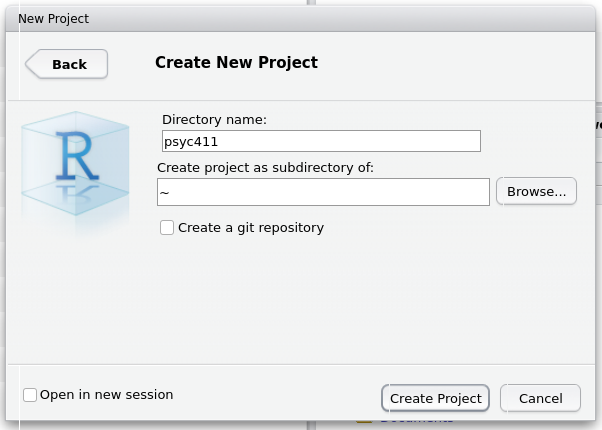 New Project
Back
Create New Project
R
Directory name:
psyc411
Create project as subdirectory of:
~
Browse...
Create a git repository
Open in new session
Create Project
Cancel